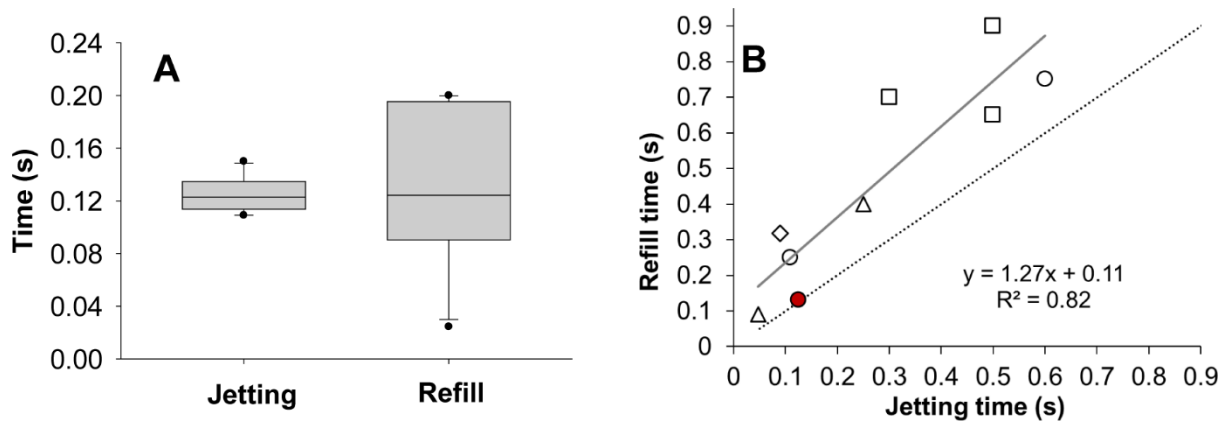 A
Time (s)
0.24
0.20
0.16
0.12
0.08
0.04
0.00
Jetting
Refill
B
Refill time (s)
0.9
0.8
0.7
0.6
0.5
0.4
0.3
0.2
0.1
0
y = 1.27x + 0.11
R² = 0.82
0 0.1 0.2 0.3 0.4 0.5 0.6 0.7 0.8 0.9
Jetting time (s)